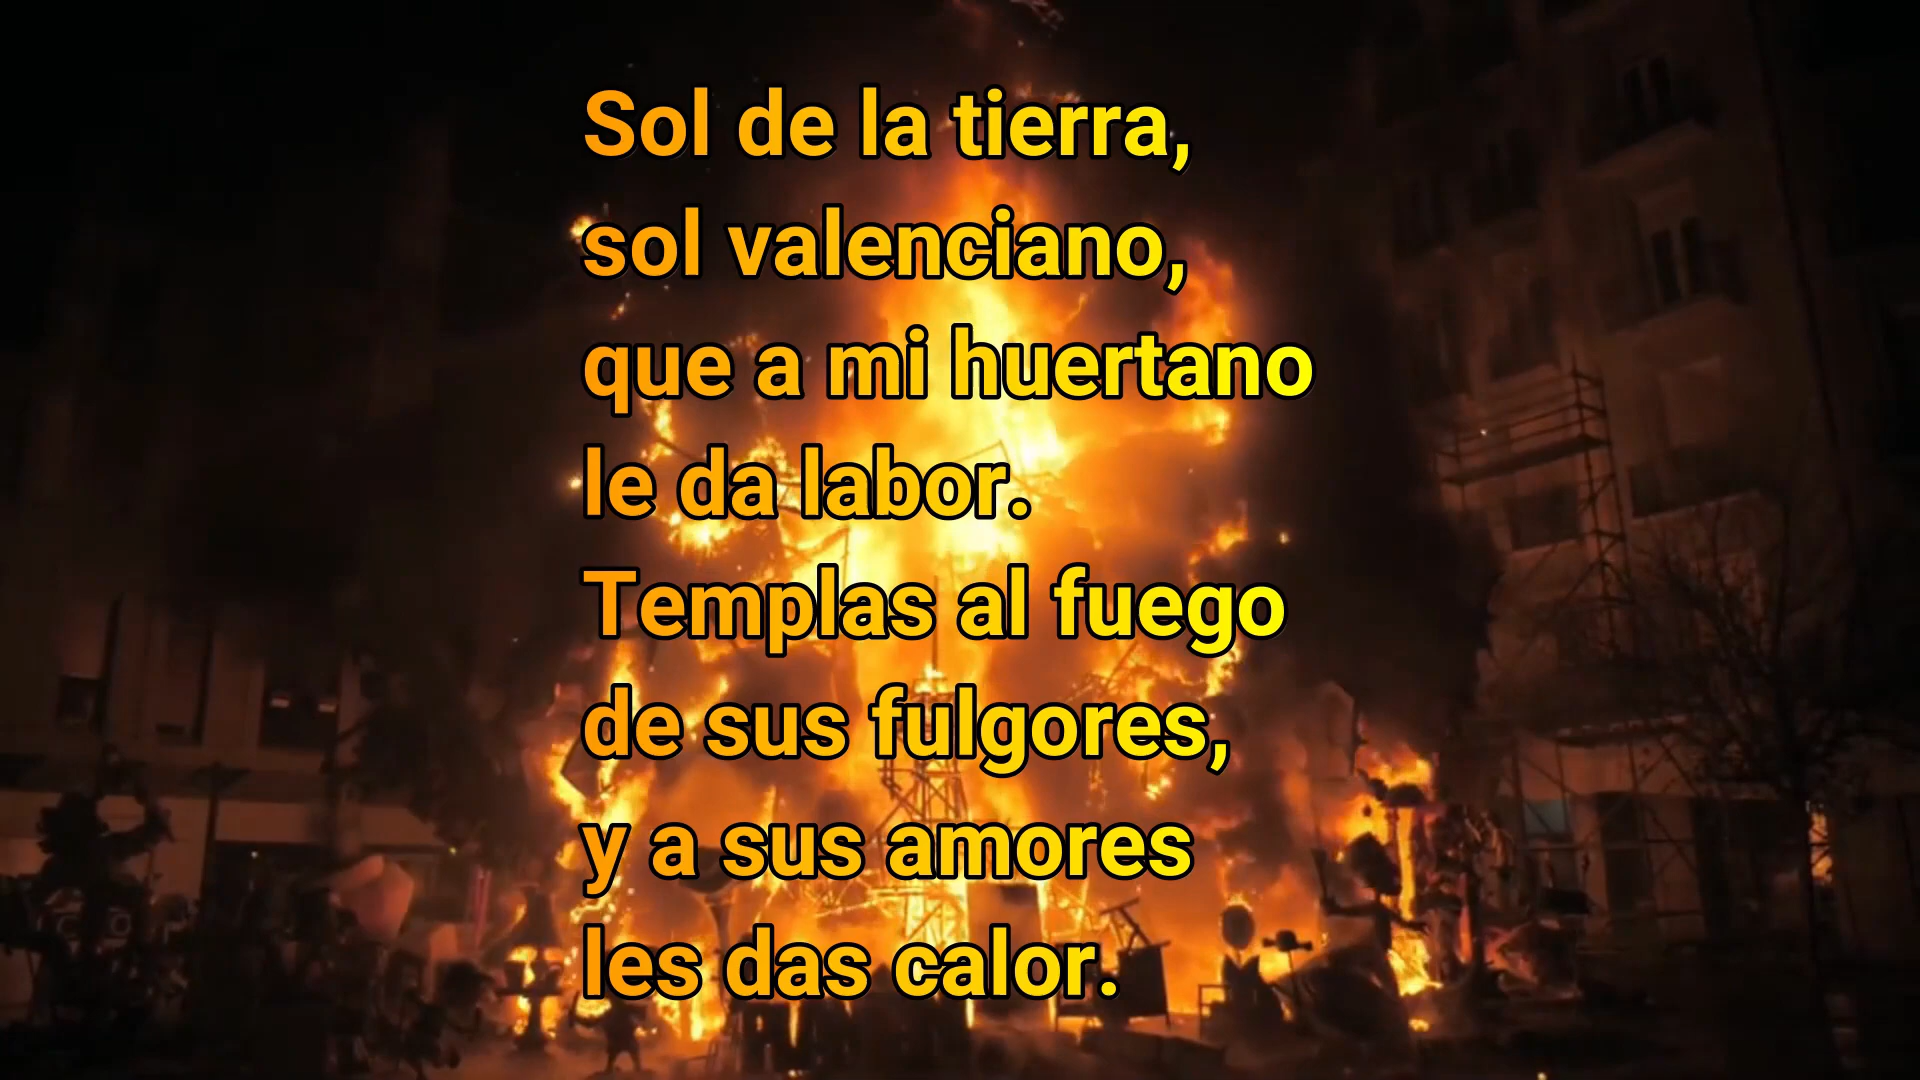 Sol de la tierra,
sol valenciano,
que a mi huertano
le da labor.
Templas al fuego
de sus fulgores,
y a sus amores
les das calor.